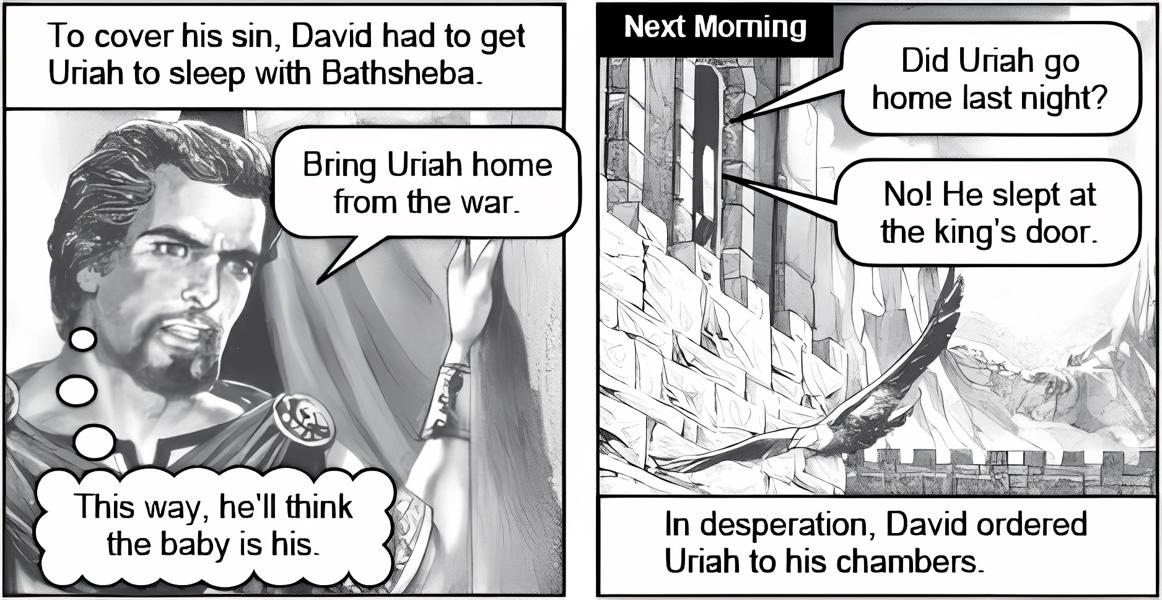 To cover his sin, David had to get
Uriah to sleep with Bathsheba.
Bring Uriah home
from the war.
This way, he'll think
the baby is his.
Next Morning
Did Uriah go
home last night?
No! He slept at
the king's door.
In desperation, David ordered
Uriah to his chambers.